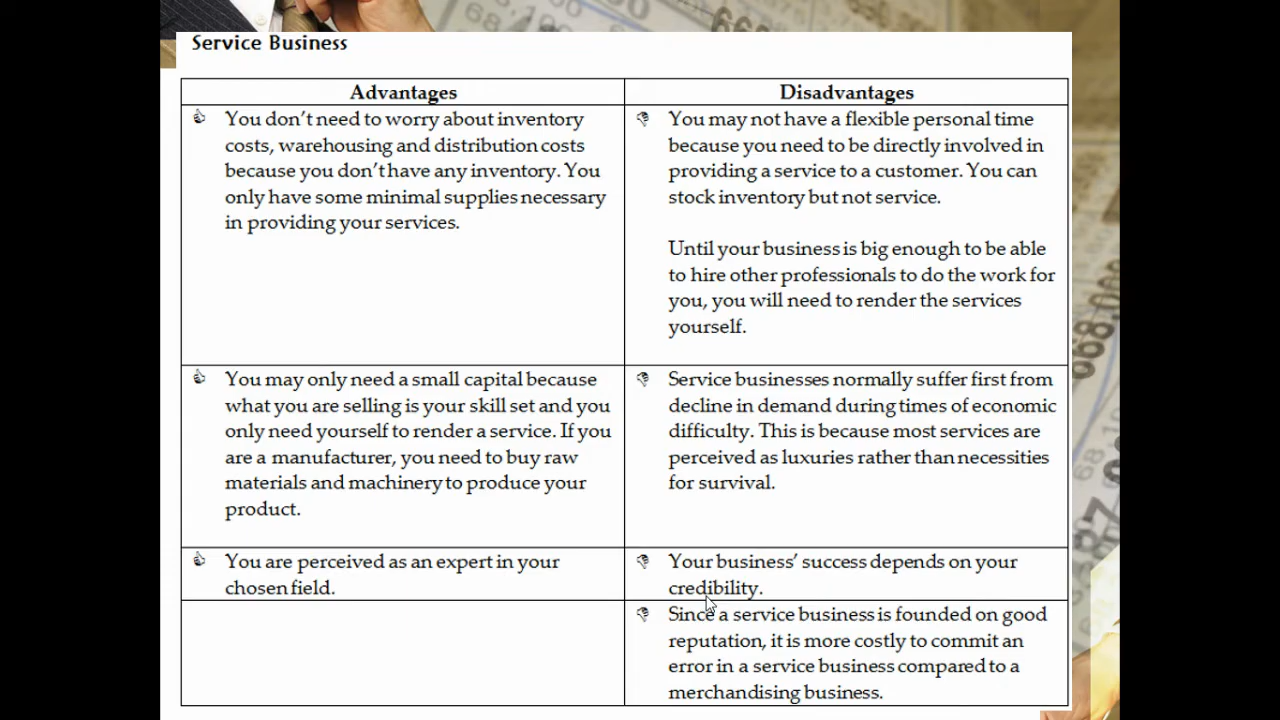 Service Business
Advantages
Disadvantages
You don't need to worry about inventory
costs, warehousing and distribution costs
because you don't have any inventory. You
only have some minimal supplies necessary
in providing your services.
You may not have a flexible personal time
because you need to be directly involved in
providing a service to a customer. You can
stock inventory but not service.
Until your business is big enough to be able
to hire other professionals to do the work for
you, you will need to render the services
yourself.
You may only need a small capital because
what you are selling is your skill set and you
only need yourself to render a service. If you
are a manufacturer, you need to buy raw
materials and machinery to produce your
product.
Service businesses normally suffer first from
decline in demand during times of economic
difficulty. This is because most services are
perceived as luxuries rather than necessities
for survival.
You are perceived as an expert in your
chosen field.
Your business' success depends on your
credibility.
Since a service business is founded on good
reputation, it is more costly to commit an
error in a service business compared to a
merchandising business.